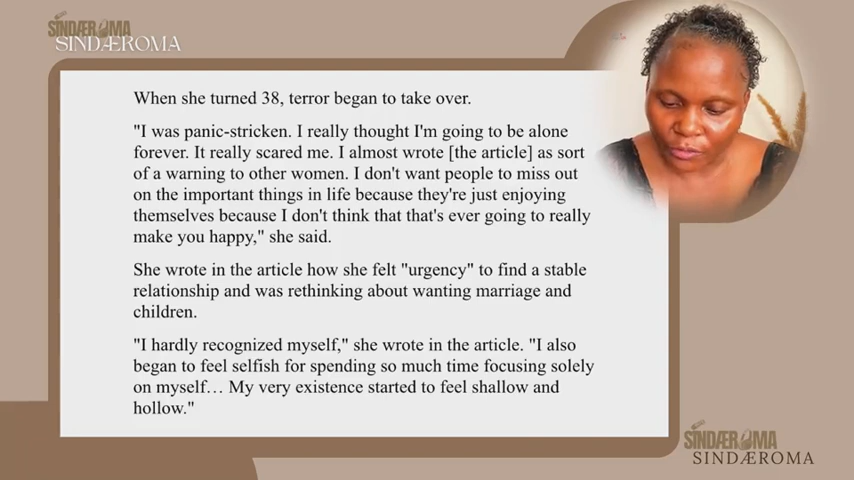 SINDÆROMA
SINDÆROMA
When she turned 38, terror began to take over.
"I was panic-stricken. I really thought I'm going to be alone
forever. It really scared me. I almost wrote [the article] as sort
of a warning to other women. I don't want people to miss out
on the important things in life because they're just enjoying
themselves because I don't think that that's ever going to really
make you happy," she said.
She wrote in the article how she felt "urgency" to find a stable
relationship and was rethinking about wanting marriage and
children.
"I hardly recognized myself," she wrote in the article. "I also
began to feel selfish for spending so much time focusing solely
on myself… My very existence started to feel shallow and
hollow."
SINDÆROMA
SINDÆROMA